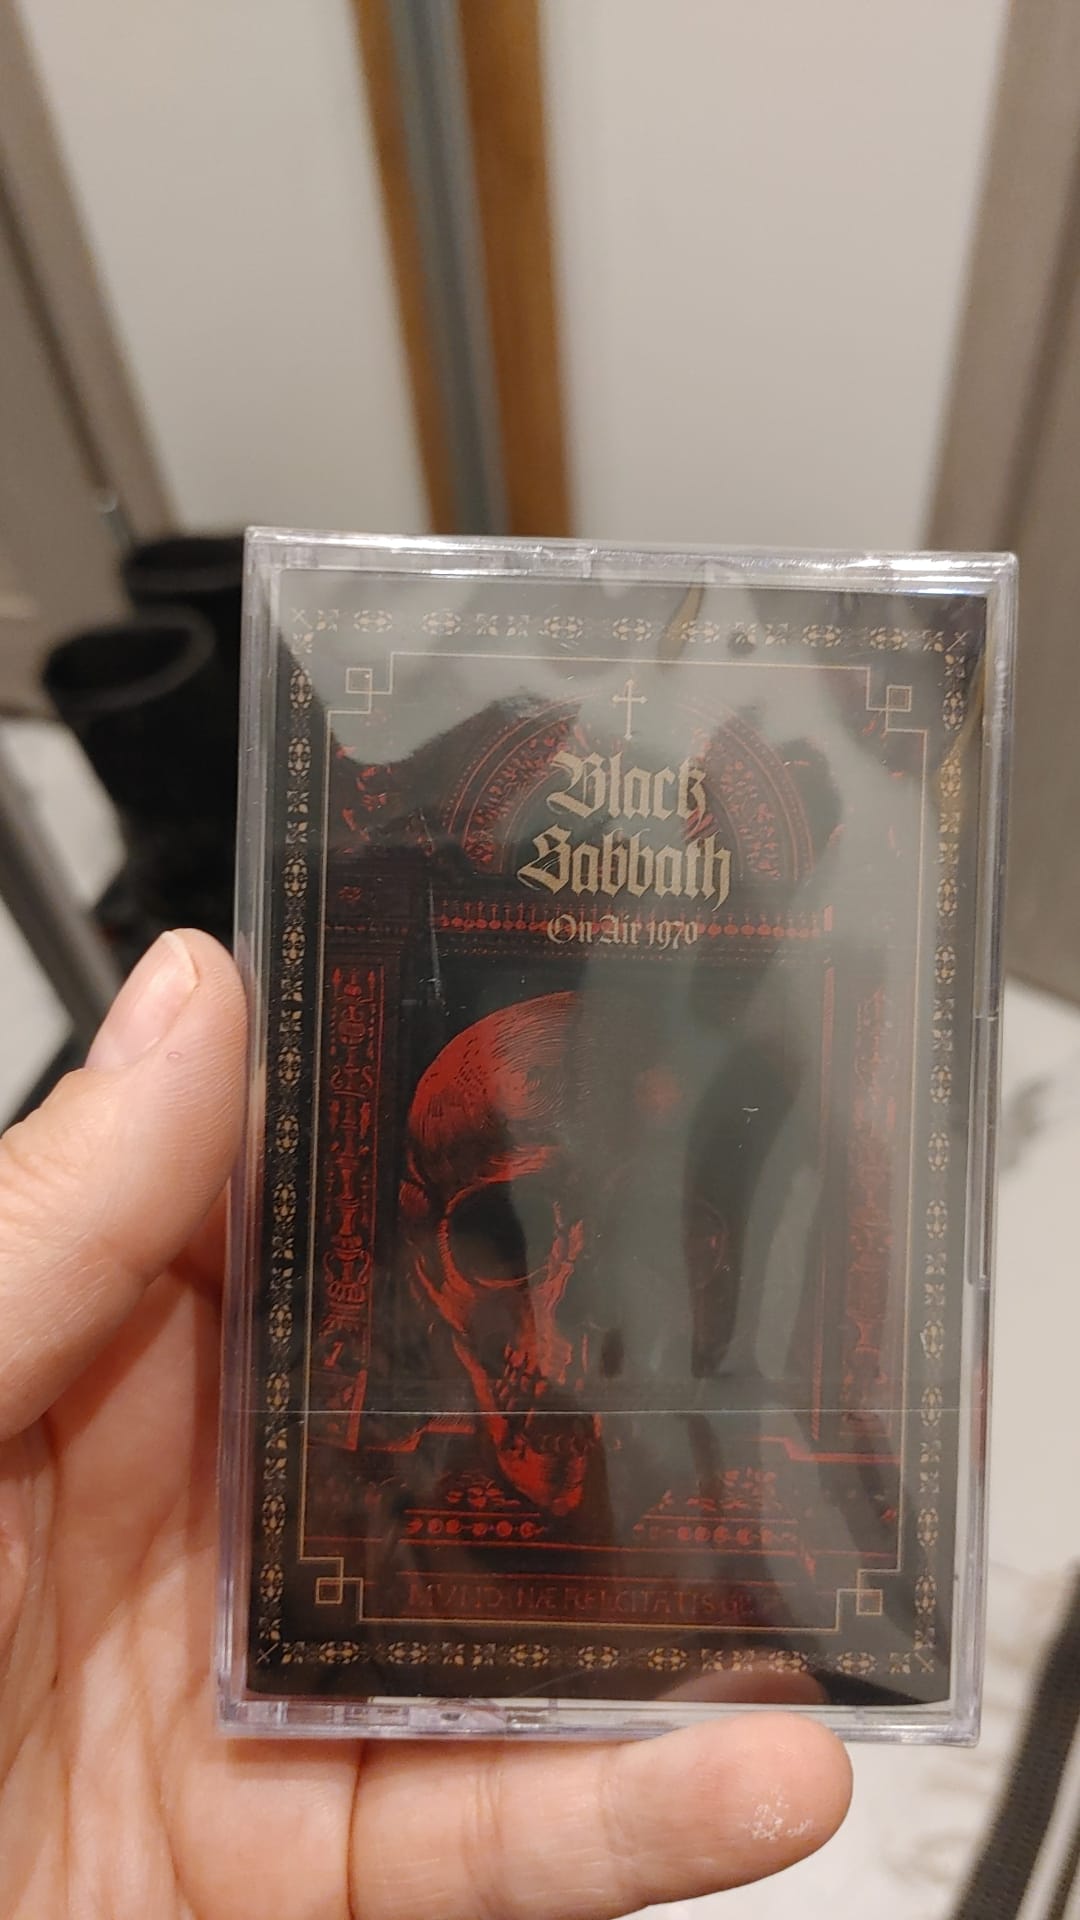 Black
Sabbath
On Air 1970